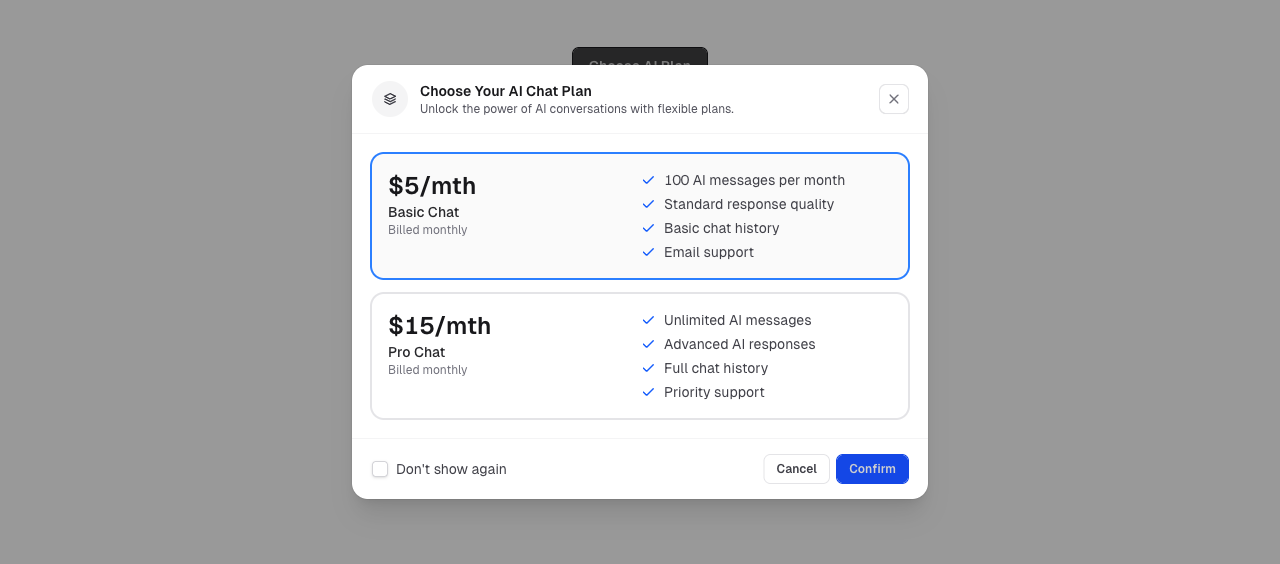 Choose AI Plan
Choose Your AI Chat Plan
Unlock the power of AI conversations with flexible plans.
$5/mth
Basic Chat
Billed monthly
100 AI messages per month
Standard response quality
Basic chat history
Email support
$15/mth
Pro Chat
Billed monthly
Unlimited AI messages
Advanced AI responses
Full chat history
Priority support
Don't show again
Cancel
Confirm